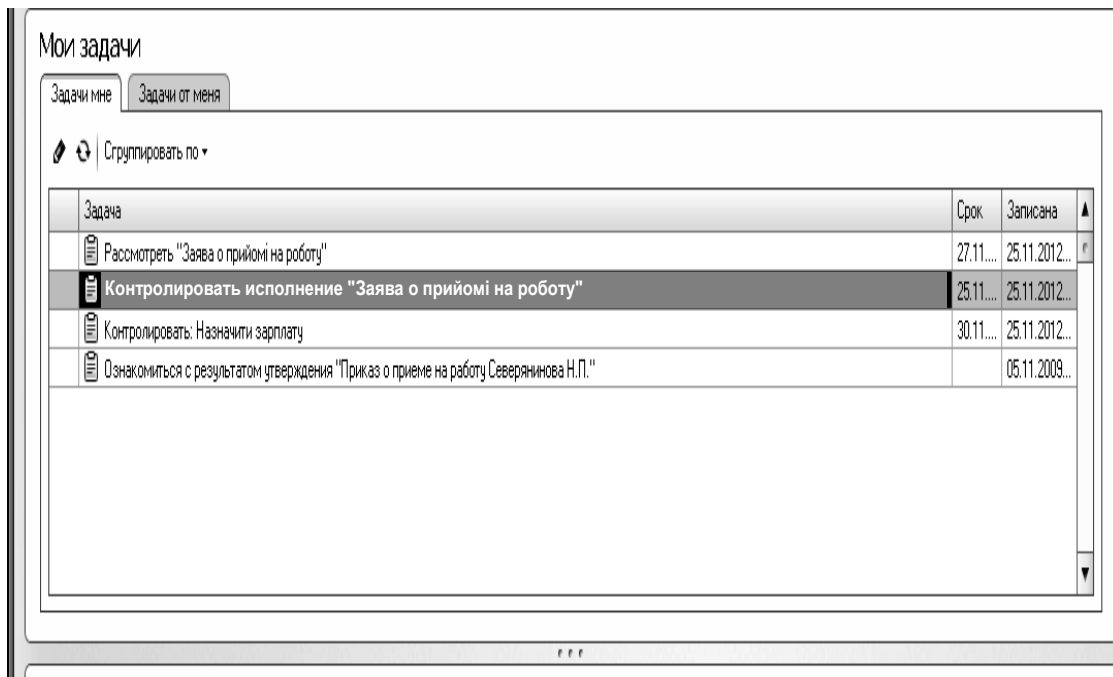 Мои задачи
Задачи мне Задачи от меня
Сгруппировать по
Задача Срок Записана
Рассмотреть "Заява о прийомі на роботу" 27.11.... 25.11.2012...
Контролировать исполнение "Заява о прийомі на роботу" 25.11.... 25.11.2012...
Контролировать: Назначити зарплату 30.11.... 25.11.2012...
Ознакомиться с результатом утверждения "Приказ о приеме на работу Северянинова Н.П." 05.11.2009...